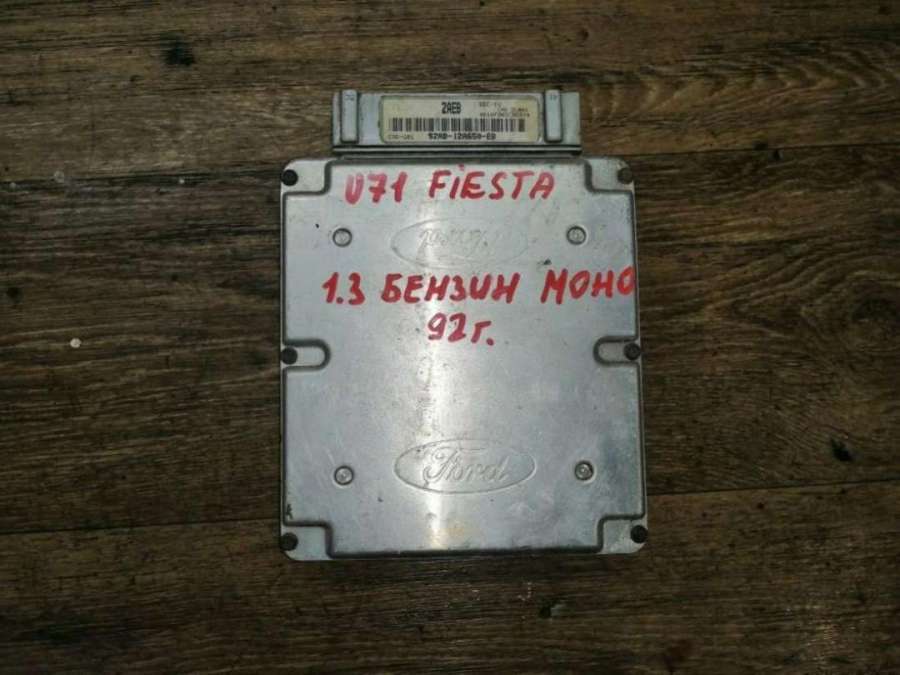 2AEB
92AB-12A650-EB
U71 FIESTA
Ford
1.3 БЕНЗИН МОНО
92г.
Ford